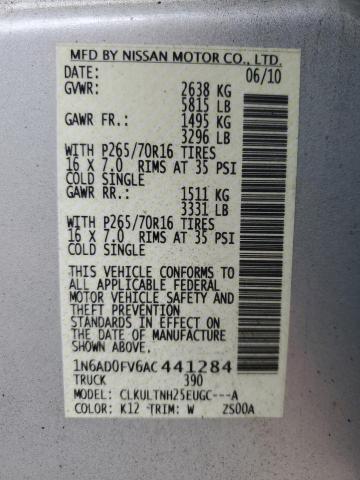 MFD BY NISSAN MOTOR CO., LTD.
DATE: 06/10
GVWR: 2638 KG
5815 LB
GAWR FR.: 1495 KG
3296 LB
WITH P265/70R16 TIRES
16 X 7.0 RIMS AT 35 PSI
COLD SINGLE
GAWR RR.: 1511 KG
3331 LB
WITH P265/70R16 TIRES
16 X 7.0 RIMS AT 35 PSI
COLD SINGLE
THIS VEHICLE CONFORMS TO
ALL APPLICABLE FEDERAL
MOTOR VEHICLE SAFETY AND
THEFT PREVENTION
STANDARDS IN EFFECT ON
THE DATE OF MANUFACTURE
SHOWN ABOVE.
1N6AD0FV6AC441284
TRUCK 390
MODEL: CLKULTNH25EUGC---A
COLOR: K12 TRIM: W ZS00A